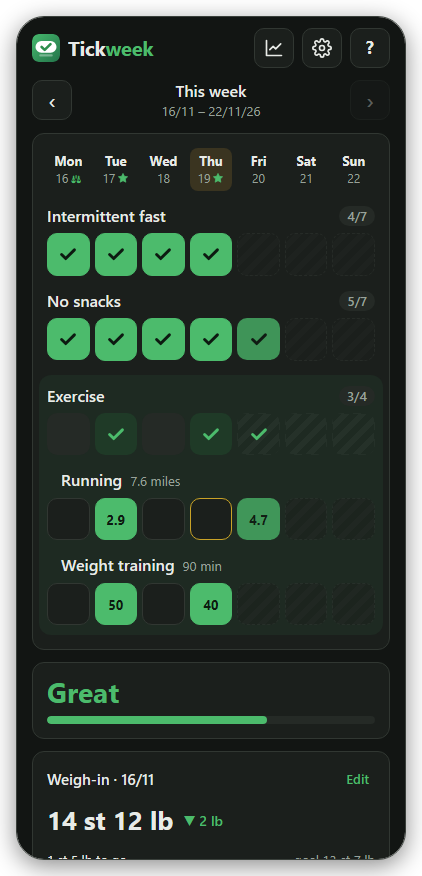 Tickweek
?
This week
16/11 – 22/11/26
Mon Tue Wed Thu Fri Sat Sun
16 17 18 19 20 21 22
Intermittent fast 4/7
No snacks 5/7
Exercise 3/4
Running 7.6 miles
2.9 4.7
Weight training 90 min
50 40
Great
Weigh-in · 16/11 Edit
14 st 12 lb ▼ 2 lb